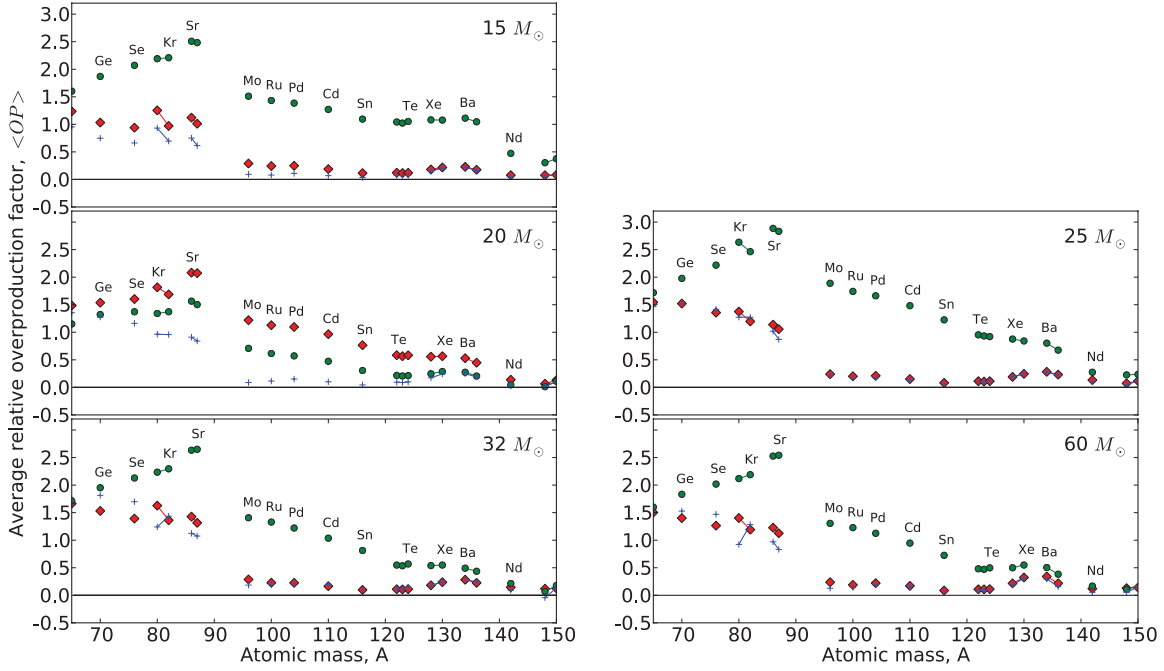 Average relative overproduction factor, <OP>
15 M⊙
3.0
2.5
2.0
1.5
1.0
0.5
0.0
-0.5
Ge
Se
Kr
Sr
Mo
Ru
Pd
Cd
Sn
Te
Xe
Ba
Nd
20 M⊙
2.5
2.0
1.5
1.0
0.5
0.0
-0.5
Ge
Se
Kr
Sr
Mo
Ru
Pd
Cd
Sn
Te
Xe
Ba
Nd
25 M⊙
3.0
2.5
2.0
1.5
1.0
0.5
0.0
-0.5
Ge
Se
Kr
Sr
Mo
Ru
Pd
Cd
Sn
Te
Xe
Ba
Nd
32 M⊙
2.5
2.0
1.5
1.0
0.5
0.0
-0.5
Ge
Se
Kr
Sr
Mo
Ru
Pd
Cd
Sn
Te
Xe
Ba
Nd
70 80 90 100 110 120 130 140 150
Atomic mass, A
60 M⊙
2.5
2.0
1.5
1.0
0.5
0.0
-0.5
Ge
Se
Kr
Sr
Mo
Ru
Pd
Cd
Sn
Te
Xe
Ba
Nd
70 80 90 100 110 120 130 140 150
Atomic mass, A